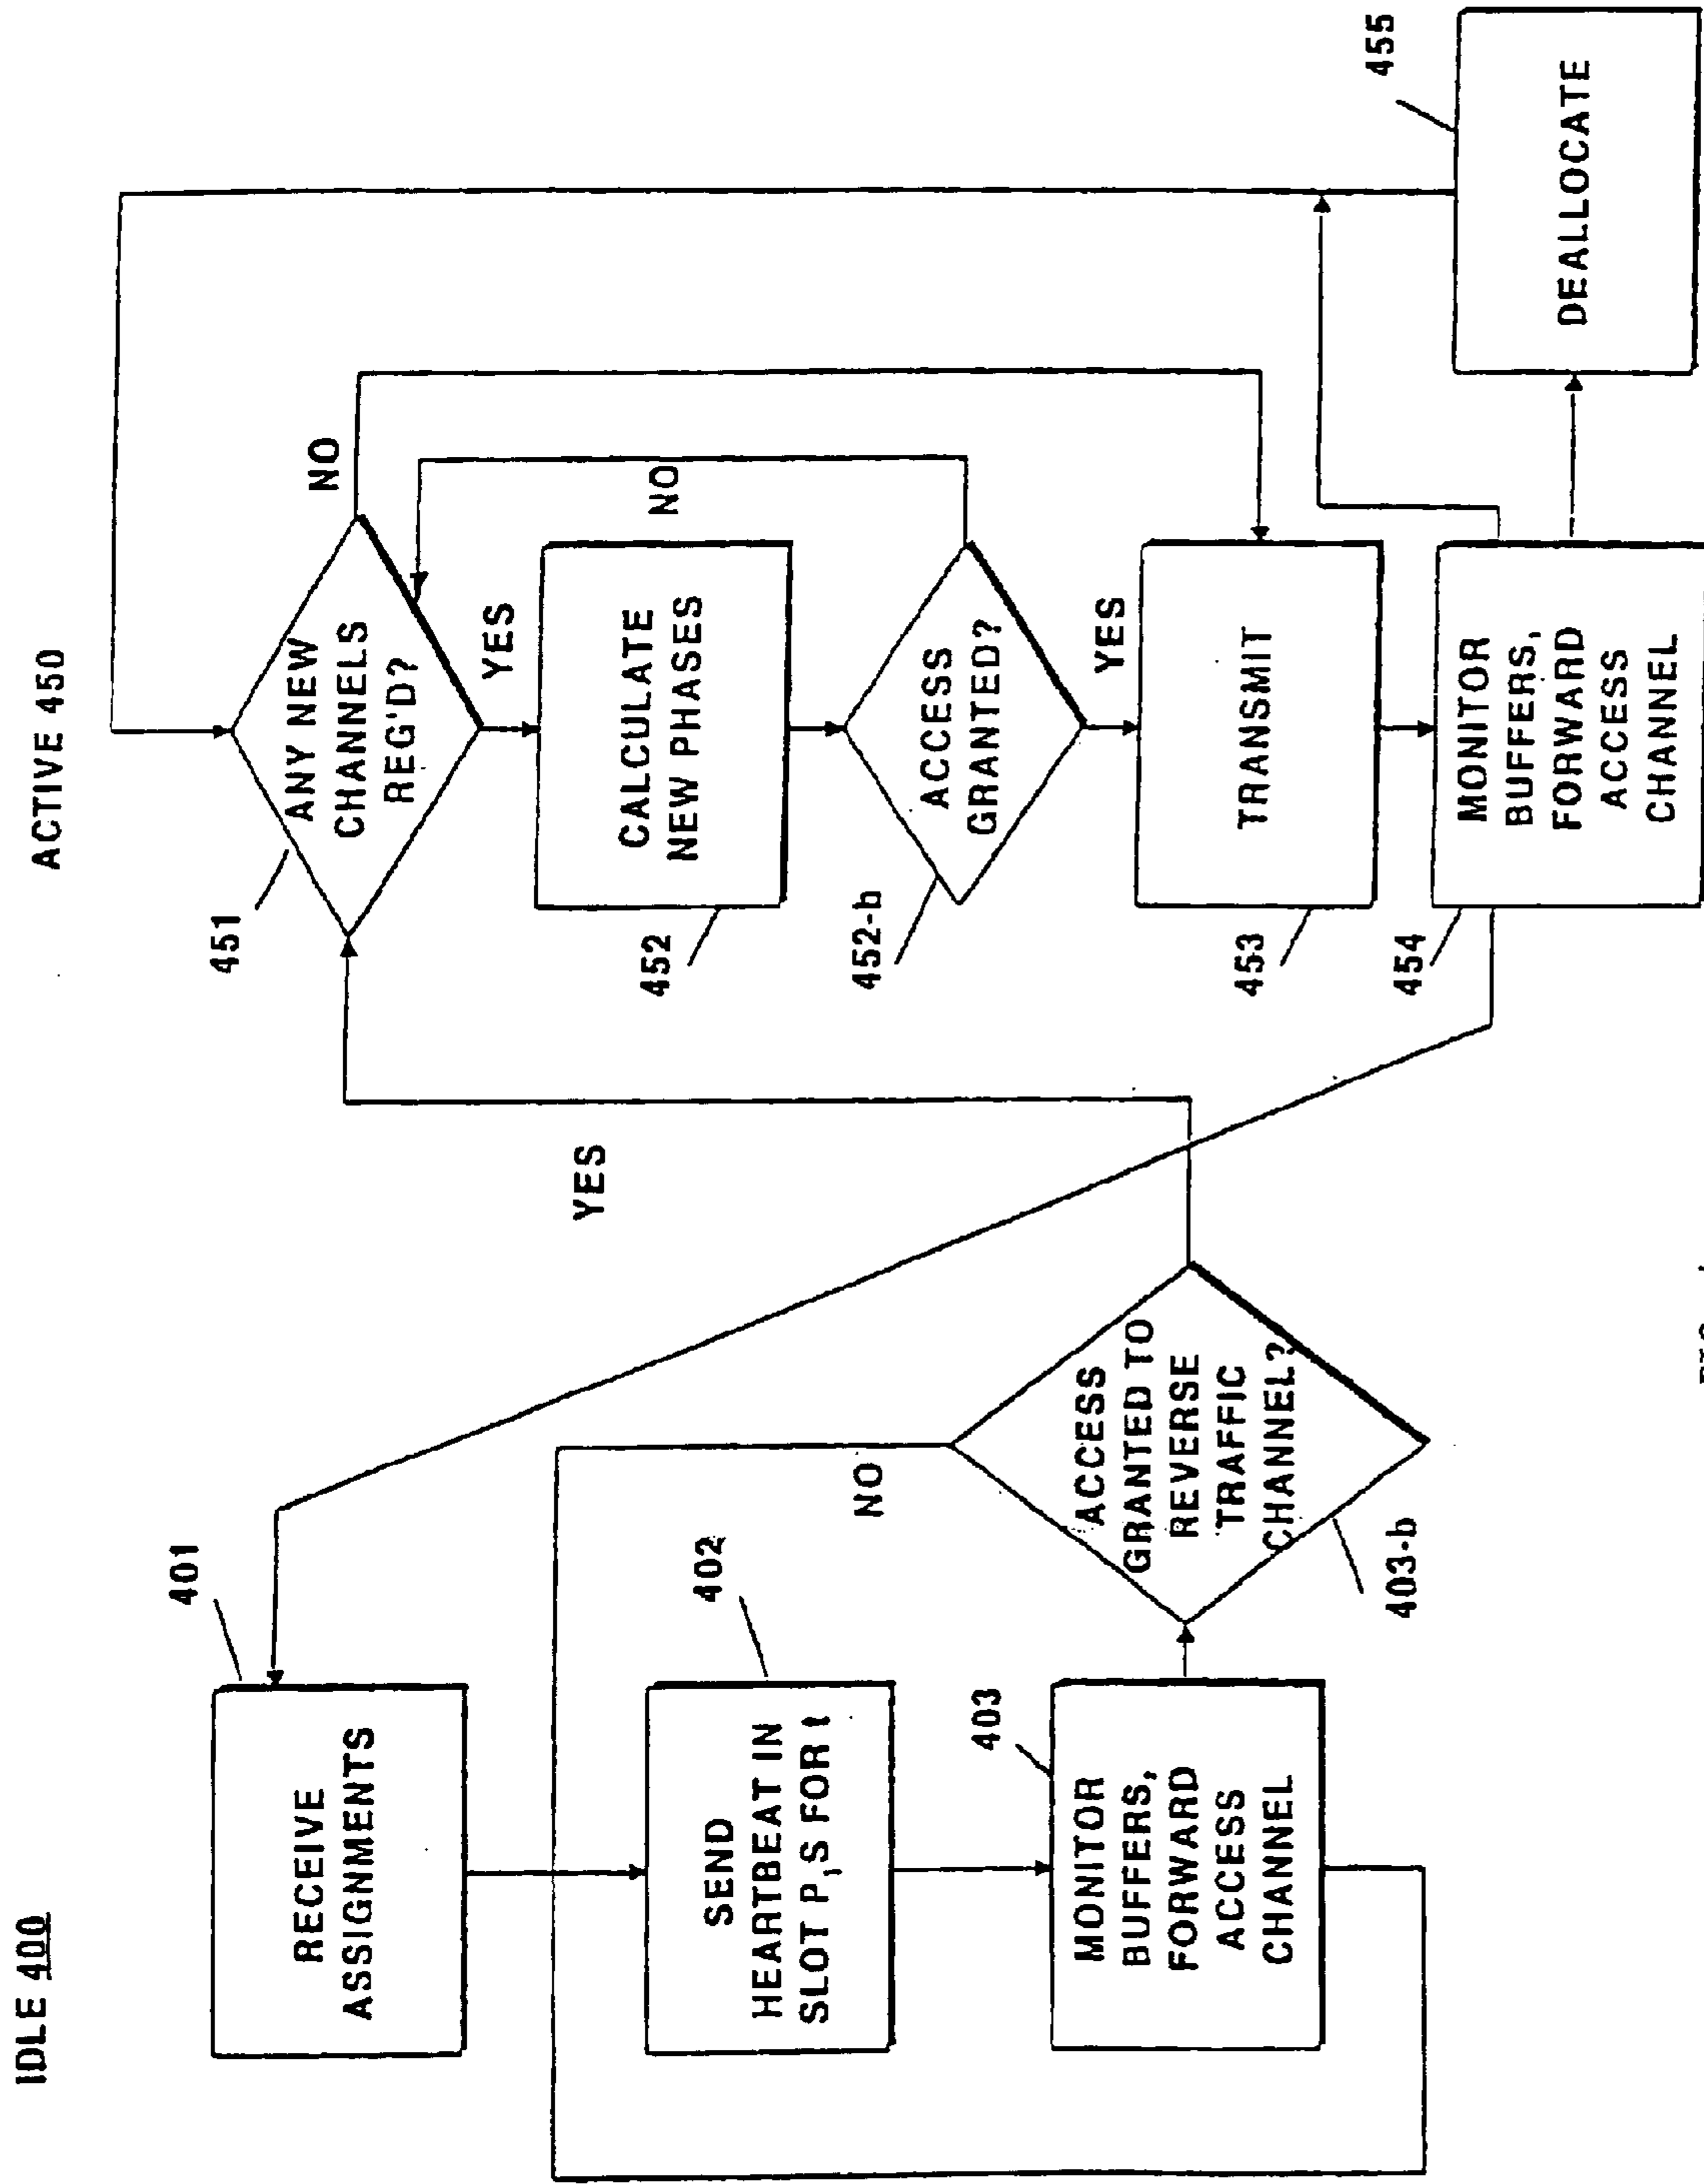 IDLE 400
401
RECEIVE
ASSIGNMENTS
402
SEND
HEARTBEAT IN
SLOT P,S FOR t
403
MONITOR
BUFFERS,
FORWARD
ACCESS
CHANNEL
NO
ACCESS
GRANTED TO
REVERSE
TRAFFIC
CHANNEL?
403-b
YES
ACTIVE 450
451
ANY NEW
CHANNELS
REG'D?
NO
YES
452
CALCULATE
NEW PHASES
NO
452-b
ACCESS
GRANTED?
YES
453
TRANSMIT
454
MONITOR
BUFFERS,
FORWARD
ACCESS
CHANNEL
455
DEALLOCATE